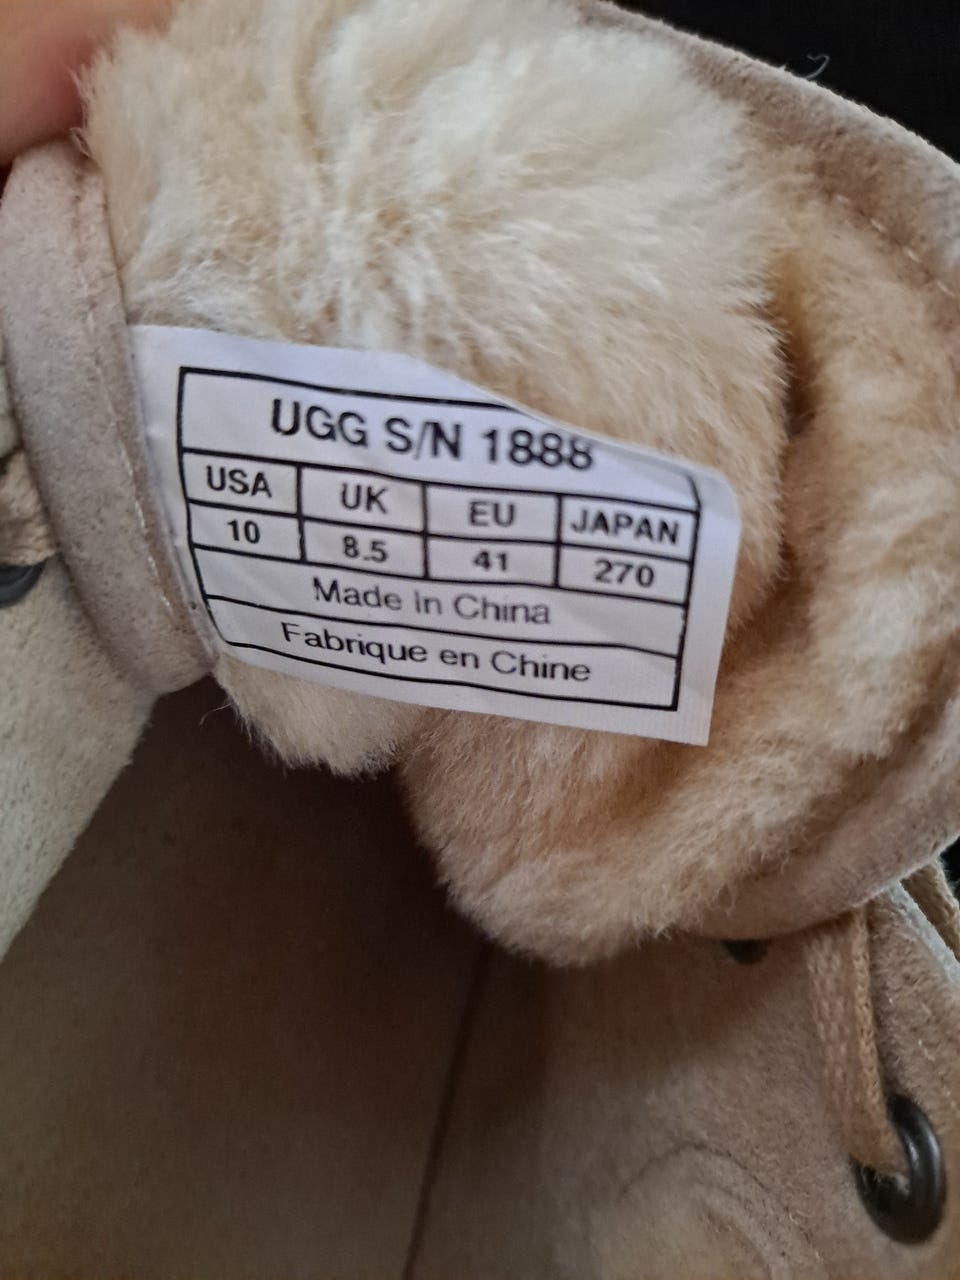 UGG S/N 1888
USA UK EU JAPAN
10 8.5 41 270
Made in China
Fabrique en Chine